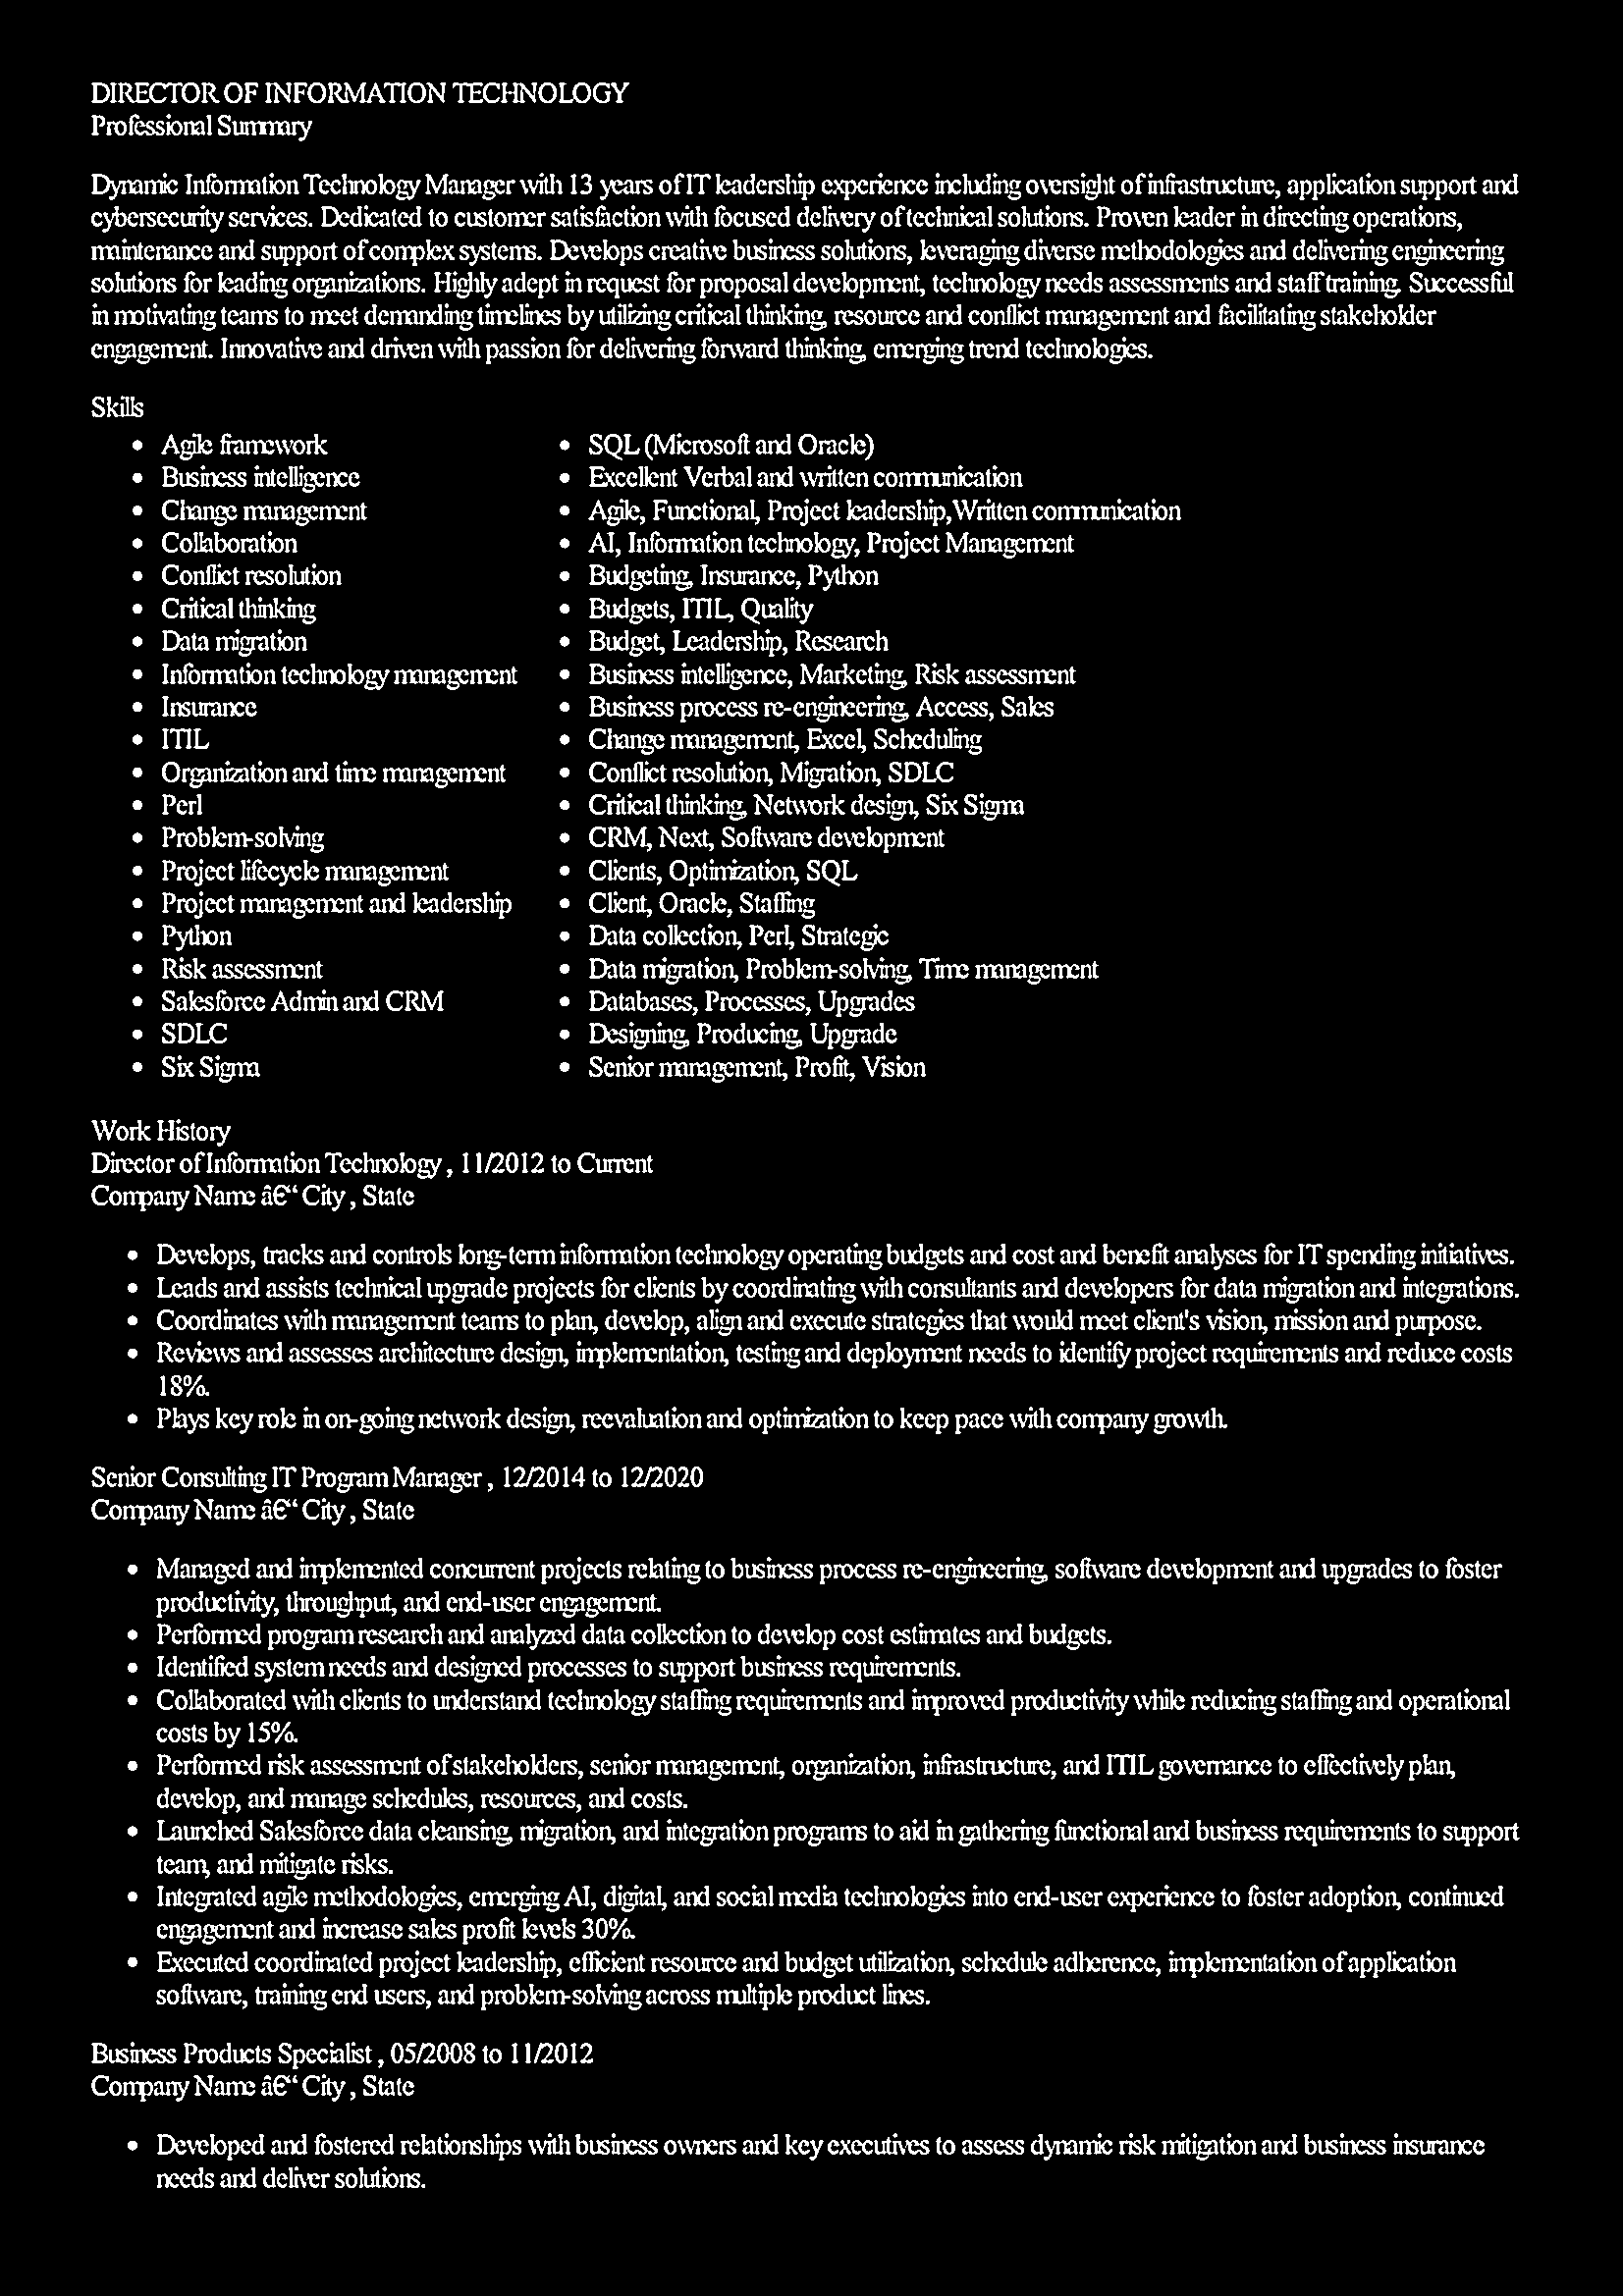 DIRECTOR OF INFORMATION TECHNOLOGY
Professional Summary
Dynamic Information Technology Manager with 13 years of IT leadership experience including oversight of infrastructure, application support and
cybersecurity services. Dedicated to customer satisfaction with focused delivery of technical solutions. Proven leader in directing operations,
maintenance and support of complex systems. Develops creative business solutions, leveraging diverse methodologies and delivering engineering
solutions for leading organizations. Highly adept in request for proposal development, technology needs assessments and staff training. Successful
in motivating teams to meet demanding timelines by utilizing critical thinking, resource and conflict management and facilitating stakeholder
engagement. Innovative and driven with passion for delivering forward thinking, emerging trend technologies.
Skills
• Agile framework
• Business intelligence
• Change management
• Collaboration
• Conflict resolution
• Critical thinking
• Data migration
• Information technology management
• Insurance
• ITIL
• Organization and time management
• Perl
• Problem-solving
• Project lifecycle management
• Project management and leadership
• Python
• Risk assessment
• Salesforce Admin and CRM
• SDLC
• Six Sigma
• SQL (Microsoft and Oracle)
• Excellent Verbal and written communication
• Agile, Functional, Project leadership,Written communication
• AI, Information technology, Project Management
• Budgeting, Insurance, Python
• Budgets, ITIL, Quality
• Budget, Leadership, Research
• Business intelligence, Marketing, Risk assessment
• Business process re-engineering, Access, Sales
• Change management, Excel, Scheduling
• Conflict resolution, Migration, SDLC
• Critical thinking, Network design, Six Sigma
• CRM, Next, Software development
• Clients, Optimization, SQL
• Client, Oracle, Staffing
• Data collection, Perl, Strategic
• Data migration, Problem-solving, Time management
• Databases, Processes, Upgrades
• Designing, Producing, Upgrade
• Senior management, Profit, Vision
Work History
Director of Information Technology , 11/2012 to Current
Company Name â€“ City , State
• Develops, tracks and controls long-term information technology operating budgets and cost and benefit analyses for IT spending initiatives.
• Leads and assists technical upgrade projects for clients by coordinating with consultants and developers for data migration and integrations.
• Coordinates with management teams to plan, develop, align and execute strategies that would meet client's vision, mission and purpose.
• Reviews and assesses architecture design, implementation, testing and deployment needs to identify project requirements and reduce costs
18%.
• Plays key role in on-going network design, reevaluation and optimization to keep pace with company growth.
Senior Consulting IT Program Manager , 12/2014 to 12/2020
Company Name â€“ City , State
• Managed and implemented concurrent projects relating to business process re-engineering, software development and upgrades to foster
productivity, throughput, and end-user engagement.
• Performed program research and analyzed data collection to develop cost estimates and budgets.
• Identified system needs and designed processes to support business requirements.
• Collaborated with clients to understand technology staffing requirements and improved productivity while reducing staffing and operational
costs by 15%.
• Performed risk assessment of stakeholders, senior management, organization, infrastructure, and ITIL governance to effectively plan,
develop, and manage schedules, resources, and costs.
• Launched Salesforce data cleansing, migration, and integration programs to aid in gathering functional and business requirements to support
team, and mitigate risks.
• Integrated agile methodologies, emerging AI, digital, and social media technologies into end-user experience to foster adoption, continued
engagement and increase sales profit levels 30%.
• Executed coordinated project leadership, efficient resource and budget utilization, schedule adherence, implementation of application
software, training end users, and problem-solving across multiple product lines.
Business Products Specialist , 05/2008 to 11/2012
Company Name â€“ City , State
• Developed and fostered relationships with business owners and key executives to assess dynamic risk mitigation and business insurance
needs and deliver solutions.